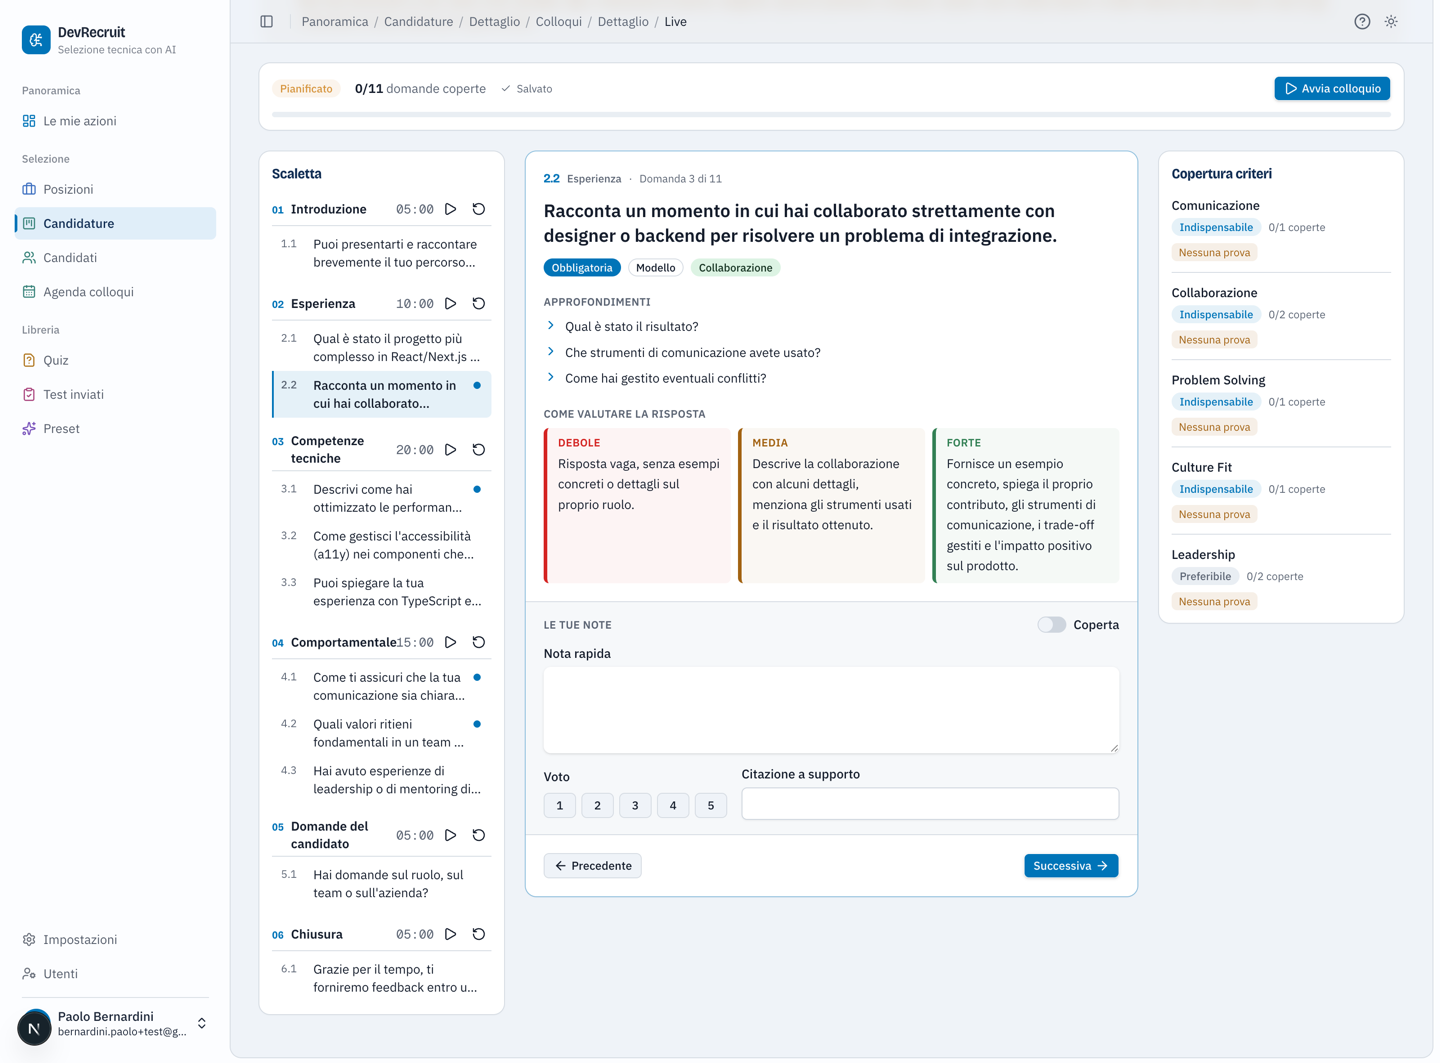 DevRecruit
Selezione tecnica con AI
Panoramica
Le mie azioni
Selezione
Posizioni
Candidature
Candidati
Agenda colloqui
Libreria
Quiz
Test inviati
Preset
Impostazioni
Utenti
N
Paolo Bernardini
bernardini.paolo+test@g...
Panoramica / Candidature / Dettaglio / Colloqui / Dettaglio / Live
Pianificato 0/11 domande coperte Salvato
Avvia colloquio
Scaletta
01 Introduzione 05:00
1.1 Puoi presentarti e raccontare
brevemente il tuo percorso...
02 Esperienza 10:00
2.1 Qual è stato il progetto più
complesso in React/Next.js ...
2.2 Racconta un momento in
cui hai collaborato...
03 Competenze
tecniche 20:00
3.1 Descrivi come hai
ottimizzato le performan...
3.2 Come gestisci l'accessibilità
(a11y) nei componenti che...
3.3 Puoi spiegare la tua
esperienza con TypeScript e...
04 Comportamentale 15:00
4.1 Come ti assicuri che la tua
comunicazione sia chiara...
4.2 Quali valori ritieni
fondamentali in un team ...
4.3 Hai avuto esperienze di
leadership o di mentoring di...
05 Domande del
candidato 05:00
5.1 Hai domande sul ruolo, sul
team o sull'azienda?
06 Chiusura 05:00
6.1 Grazie per il tempo, ti
forniremo feedback entro u...
2.2 Esperienza · Domanda 3 di 11
Racconta un momento in cui hai collaborato strettamente con
designer o backend per risolvere un problema di integrazione.
Obbligatoria Modello Collaborazione
APPROFONDIMENTI
Qual è stato il risultato?
Che strumenti di comunicazione avete usato?
Come hai gestito eventuali conflitti?
COME VALUTARE LA RISPOSTA
DEBOLE
Risposta vaga, senza esempi
concreti o dettagli sul
proprio ruolo.
MEDIA
Descrive la collaborazione
con alcuni dettagli,
menziona gli strumenti usati
e il risultato ottenuto.
FORTE
Fornisce un esempio
concreto, spiega il proprio
contributo, gli strumenti di
comunicazione, i trade-off
gestiti e l'impatto positivo
sul prodotto.
LE TUE NOTE
Coperta
Nota rapida
Voto
1 2 3 4 5
Citazione a supporto
Precedente
Successiva
Copertura criteri
Comunicazione
Indispensabile 0/1 coperte
Nessuna prova
Collaborazione
Indispensabile 0/2 coperte
Nessuna prova
Problem Solving
Indispensabile 0/1 coperte
Nessuna prova
Culture Fit
Indispensabile 0/1 coperte
Nessuna prova
Leadership
Preferibile 0/2 coperte
Nessuna prova